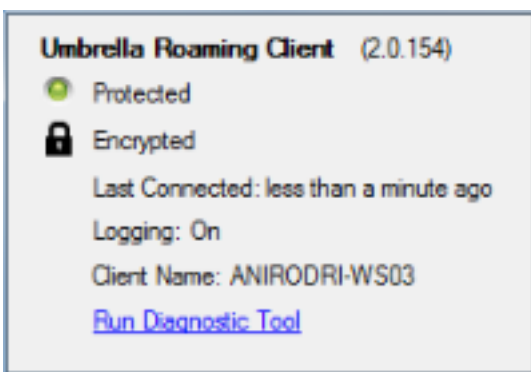 Umbrella Roaming Client (2.0.154)
Protected
Encrypted
Last Connected: less than a minute ago
Logging: On
Client Name: ANIRODRI-WS03
Run Diagnostic Tool